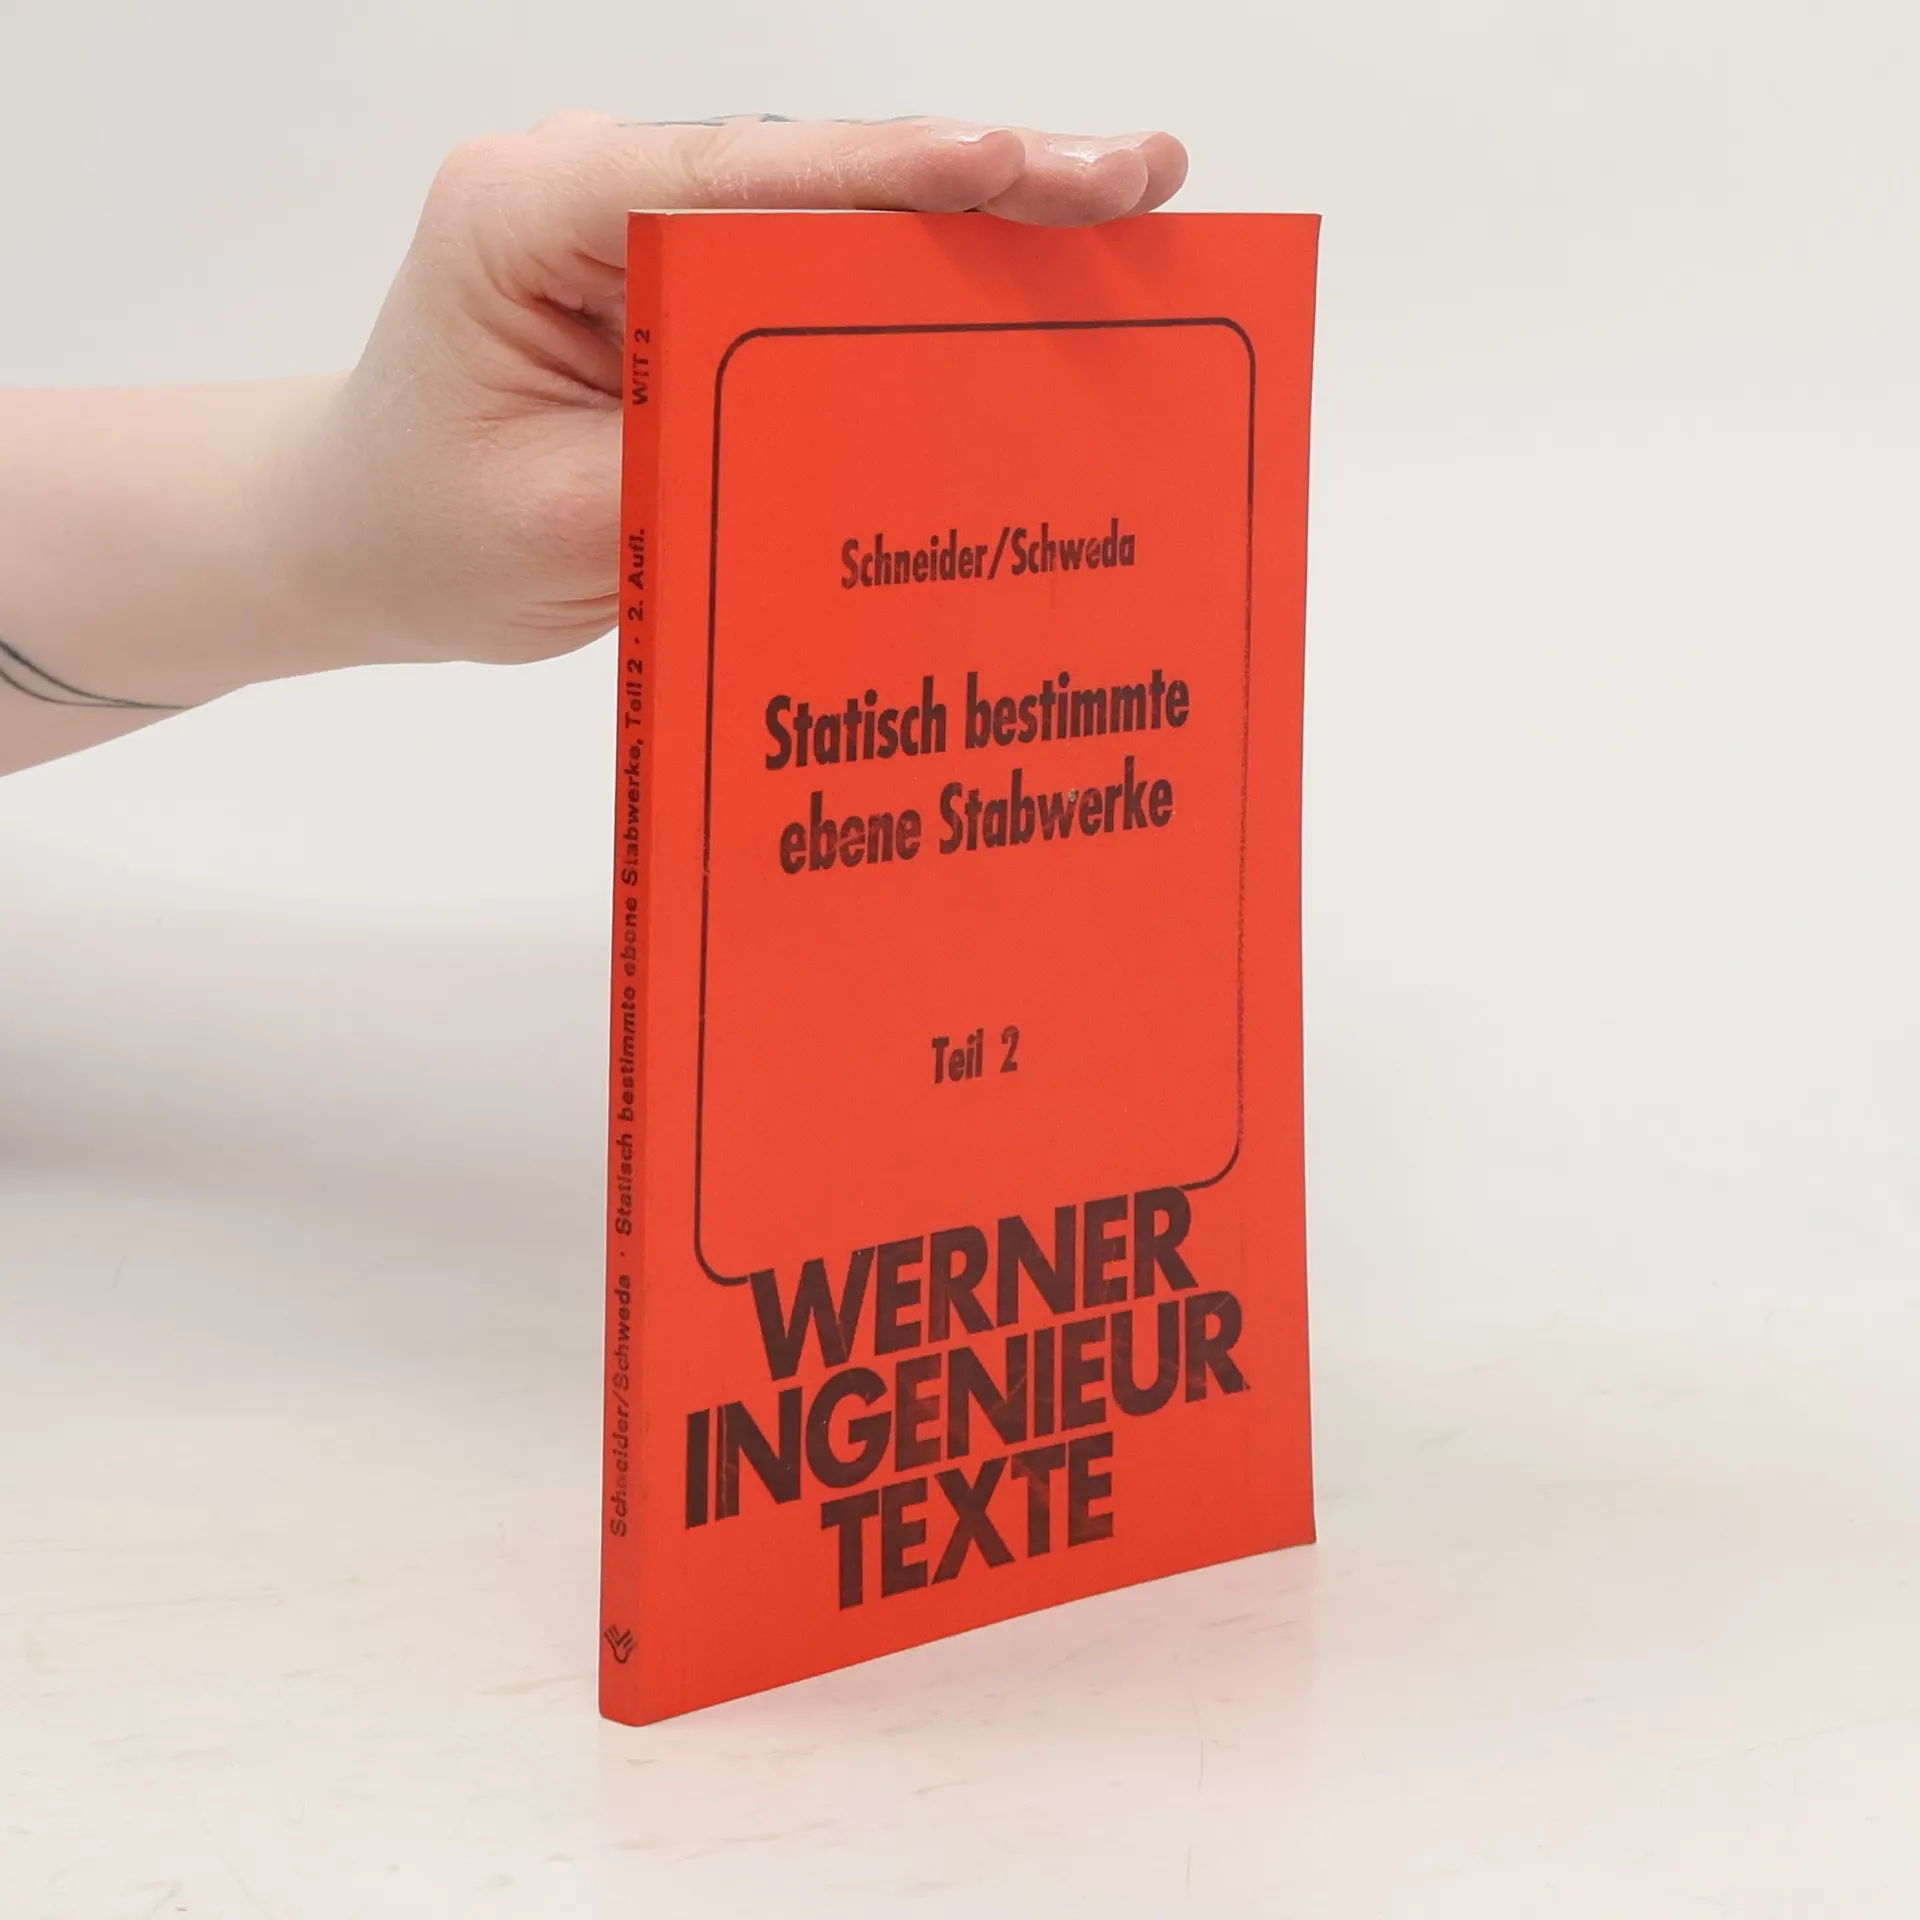 Schneider/Schweda
Statisch bestimmte
ebene Stabwerke
Teil 2
WERNER
INGENIEUR
TEXTE
Schneider/Schweda · Statisch bestimmte ebene Stabwerke, Teil 2 · 2. Aufl. WIT 2